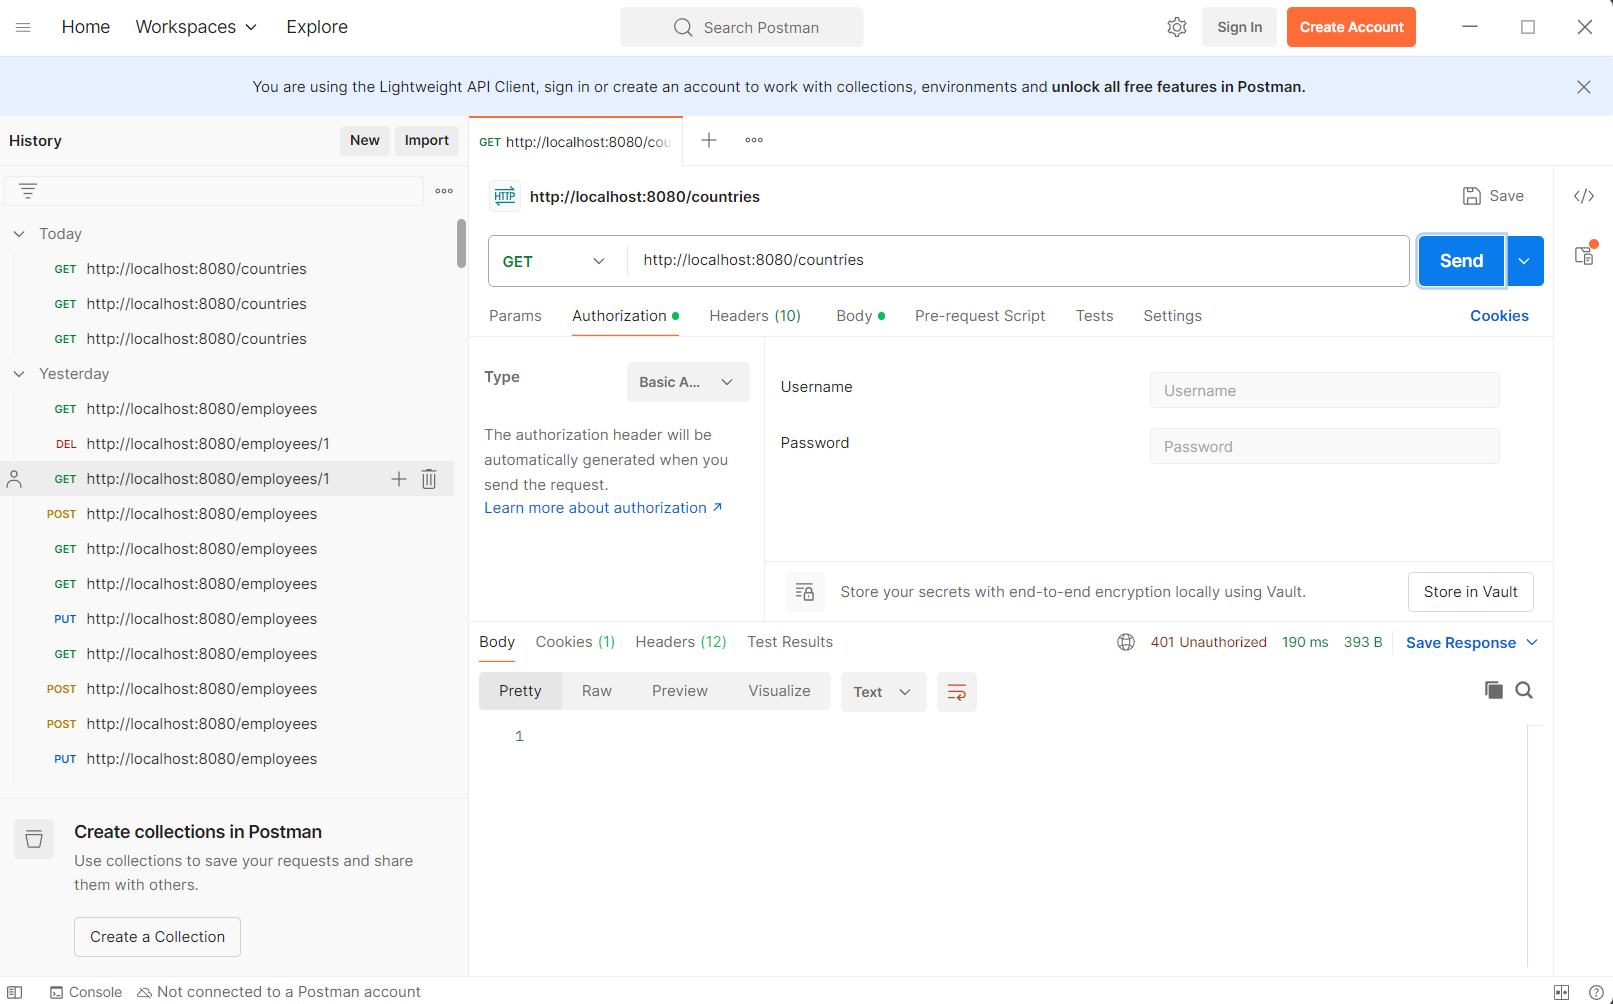 Home Workspaces Explore Search Postman Sign In Create Account
You are using the Lightweight API Client, sign in or create an account to work with collections, environments and unlock all free features in Postman.
History New Import
GET http://localhost:8080/cou
HTTP http://localhost:8080/countries Save
Today
GET http://localhost:8080/countries
GET http://localhost:8080/countries
GET http://localhost:8080/countries
Yesterday
GET http://localhost:8080/employees
DEL http://localhost:8080/employees/1
GET http://localhost:8080/employees/1
POST http://localhost:8080/employees
GET http://localhost:8080/employees
GET http://localhost:8080/employees
PUT http://localhost:8080/employees
GET http://localhost:8080/employees
POST http://localhost:8080/employees
POST http://localhost:8080/employees
PUT http://localhost:8080/employees
Create collections in Postman
Use collections to save your requests and share
them with others.
Create a Collection
GET http://localhost:8080/countries Send
Params Authorization Headers (10) Body Pre-request Script Tests Settings Cookies
Type Basic A...
The authorization header will be
automatically generated when you
send the request.
Learn more about authorization
Username Username
Password Password
Store your secrets with end-to-end encryption locally using Vault. Store in Vault
Body Cookies (1) Headers (12) Test Results 401 Unauthorized 190 ms 393 B Save Response
Pretty Raw Preview Visualize Text
1
Console Not connected to a Postman account